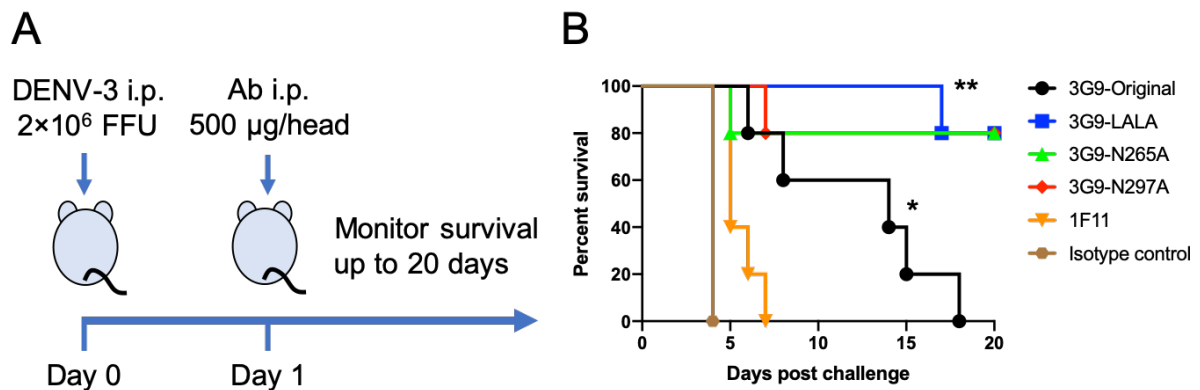 A
DENV-3 i.p.
2×10⁶ FFU
Ab i.p.
500 µg/head
Monitor survival
up to 20 days
Day 0
Day 1
B
Percent survival
100
80
60
40
20
0
0
5
10
15
20
Days post challenge
**
*
3G9-Original
3G9-LALA
3G9-N265A
3G9-N297A
1F11
Isotype control